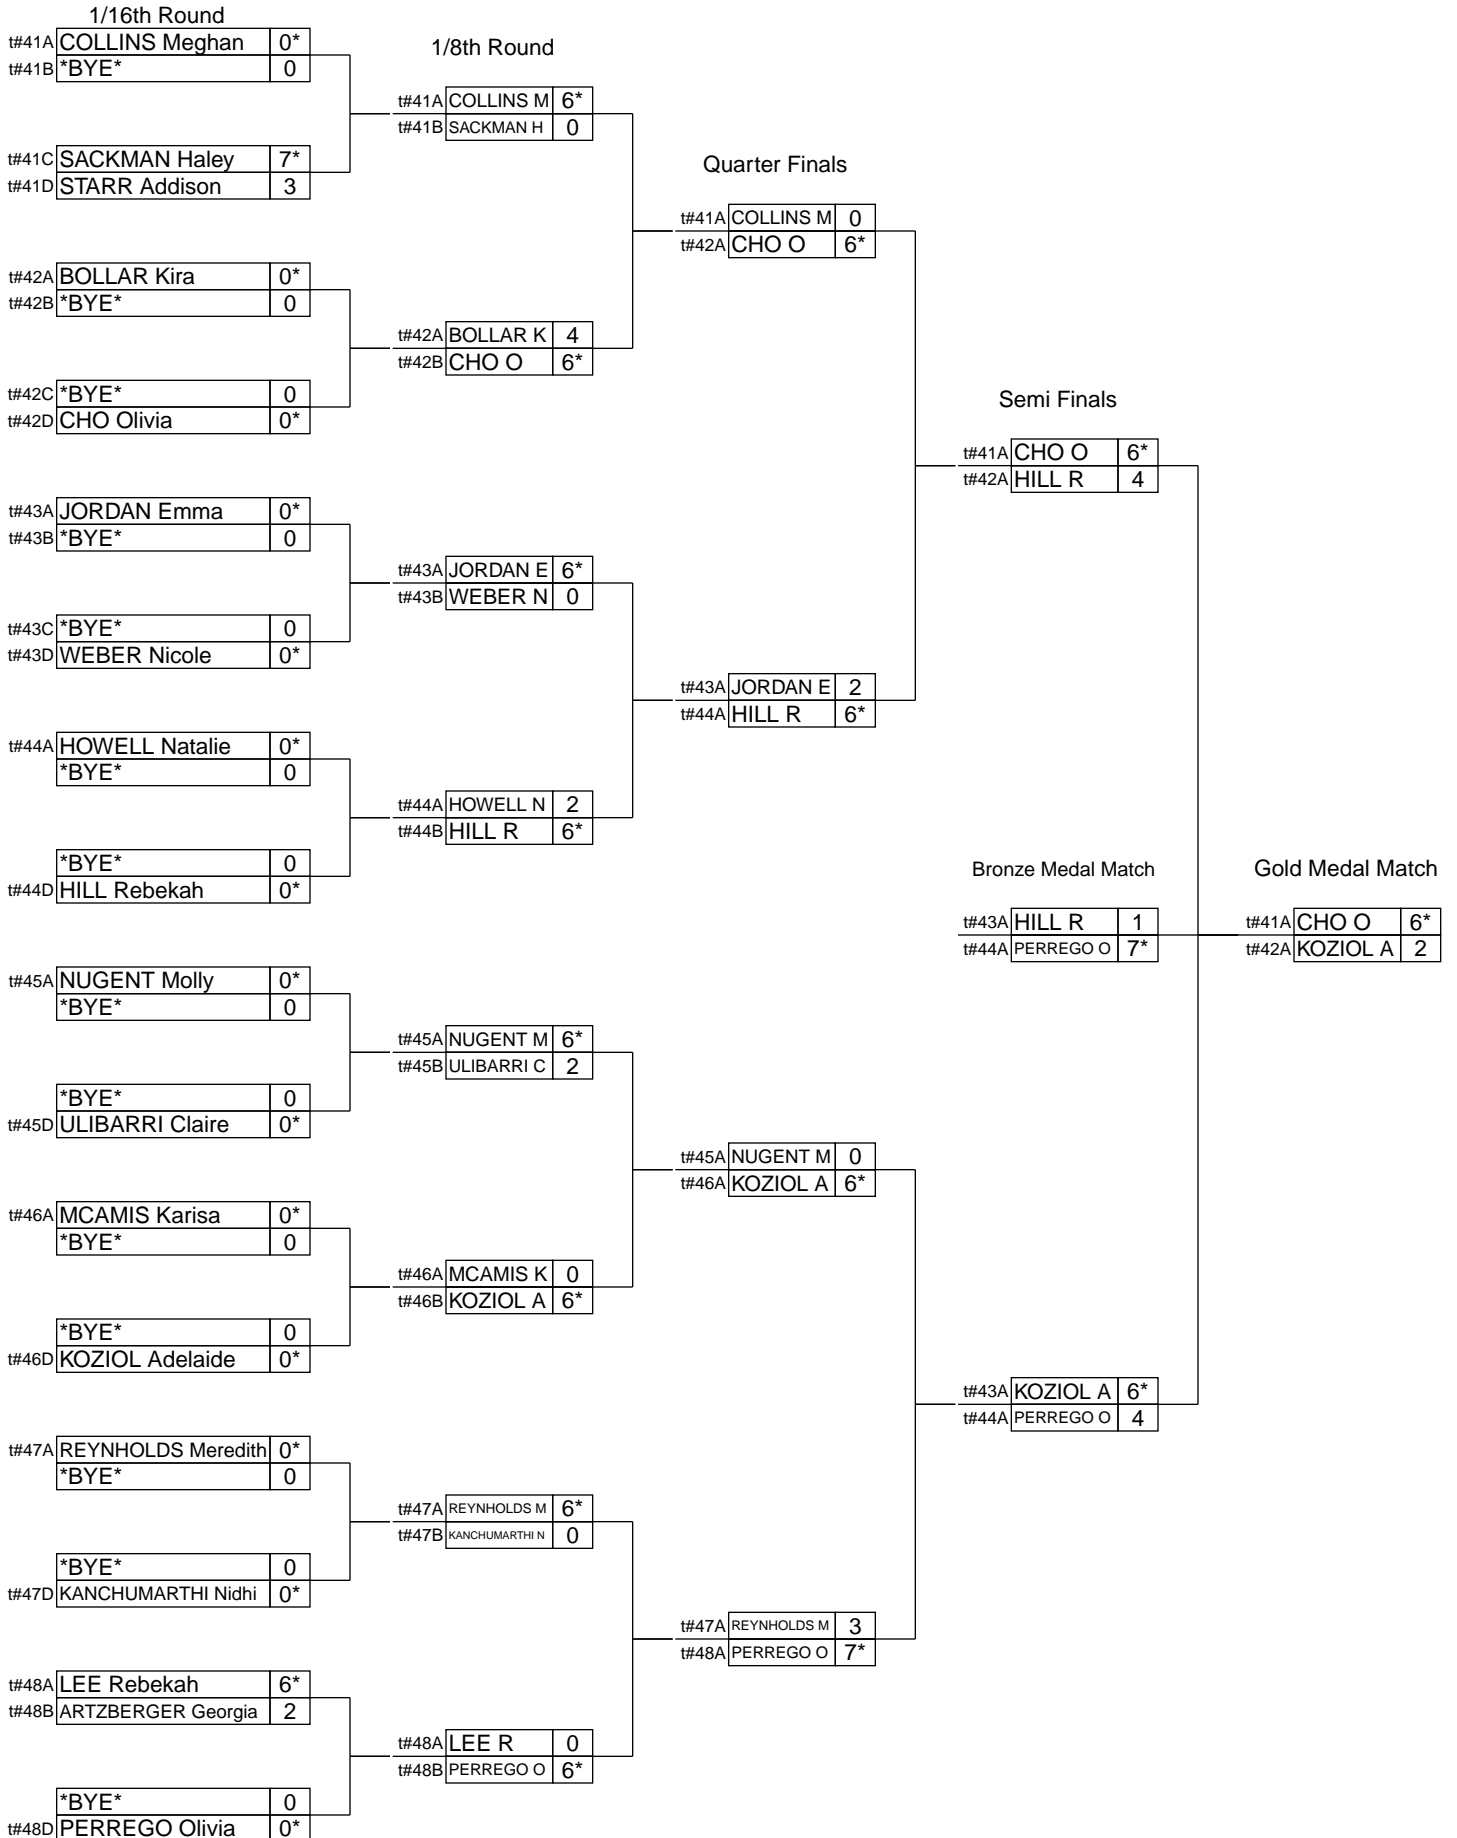 1/16th Round
t#41A COLLINS Meghan 0*
t#41B *BYE* 0
t#41C SACKMAN Haley 7*
t#41D STARR Addison 3
t#42A BOLLAR Kira 0*
t#42B *BYE* 0
t#42C *BYE* 0
t#42D CHO Olivia 0*
t#43A JORDAN Emma 0*
t#43B *BYE* 0
t#43C *BYE* 0
t#43D WEBER Nicole 0*
t#44A HOWELL Natalie 0*
*BYE* 0
*BYE* 0
t#44D HILL Rebekah 0*
t#45A NUGENT Molly 0*
*BYE* 0
*BYE* 0
t#45D ULIBARRI Claire 0*
t#46A MCAMIS Karisa 0*
*BYE* 0
*BYE* 0
t#46D KOZIOL Adelaide 0*
t#47A REYNHOLDS Meredith 0*
*BYE* 0
*BYE* 0
t#47D KANCHUMARTHI Nidhi 0*
t#48A LEE Rebekah 6*
t#48B ARTZBERGER Georgia 2
*BYE* 0
t#48D PERREGO Olivia 0*
1/8th Round
t#41A COLLINS M 6*
t#41B SACKMAN H 0
t#42A BOLLAR K 4
t#42B CHO O 6*
t#43A JORDAN E 6*
t#43B WEBER N 0
t#44A HOWELL N 2
t#44B HILL R 6*
t#45A NUGENT M 6*
t#45B ULIBARRI C 2
t#46A MCAMIS K 0
t#46B KOZIOL A 6*
t#47A REYNHOLDS M 6*
t#47B KANCHUMARTHI N 0
t#48A LEE R 0
t#48B PERREGO O 6*
Quarter Finals
t#41A COLLINS M 0
t#42A CHO O 6*
t#43A JORDAN E 2
t#44A HILL R 6*
t#45A NUGENT M 0
t#46A KOZIOL A 6*
t#47A REYNHOLDS M 3
t#48A PERREGO O 7*
Semi Finals
t#41A CHO O 6*
t#42A HILL R 4
t#43A KOZIOL A 6*
t#44A PERREGO O 4
Bronze Medal Match
t#43A HILL R 1
t#44A PERREGO O 7*
Gold Medal Match
t#41A CHO O 6*
t#42A KOZIOL A 2